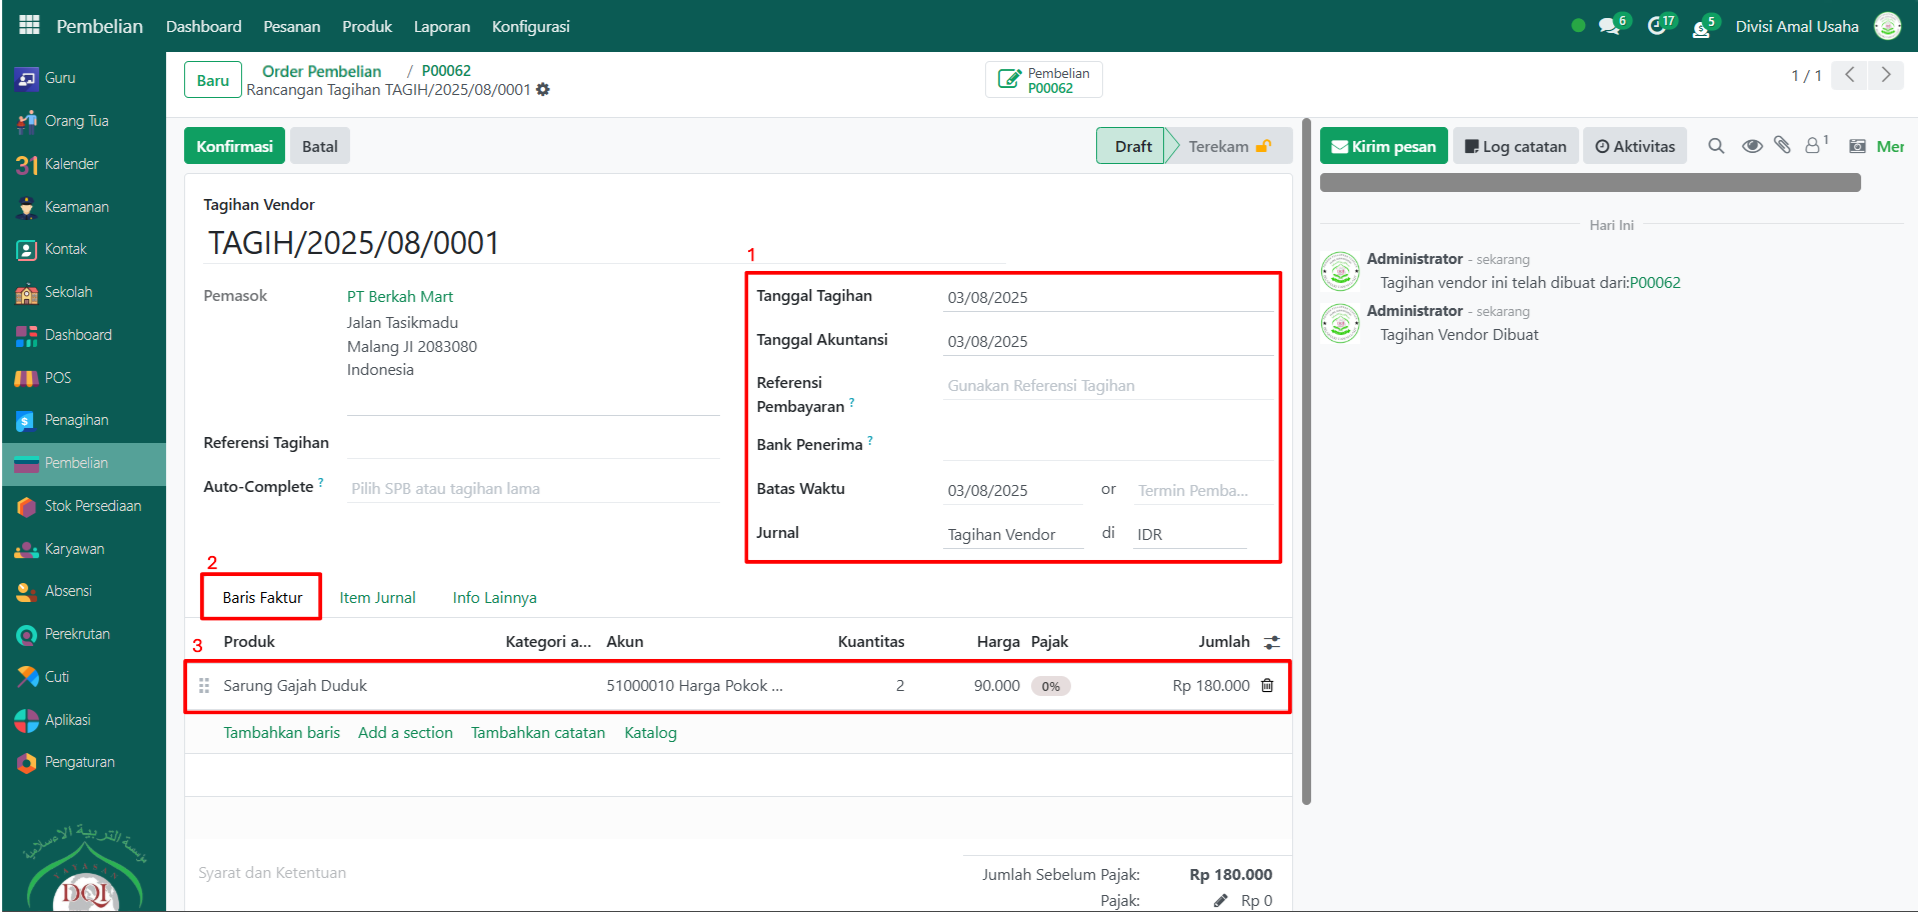 Pembelian Dashboard Pesanan Produk Laporan Konfigurasi 6 17 5 Divisi Amal Usaha
Guru
Orang Tua
31 Kalender
Keamanan
Kontak
Sekolah
Dashboard
POS
Penagihan
Pembelian
Stok Persediaan
Karyawan
Absensi
Perekrutan
Cuti
Aplikasi
Pengaturan
مؤسسة التربية الاسلامية
YAYASAN
DQI
Baru
Order Pembelian / P00062
Rancangan Tagihan TAGIH/2025/08/0001
Pembelian
P00062
1 / 1
Konfirmasi Batal
Draft Terekam
Tagihan Vendor
TAGIH/2025/08/0001
Pemasok PT Berkah Mart
Jalan Tasikmadu
Malang JI 2083080
Indonesia
Referensi Tagihan
Auto-Complete ? Pilih SPB atau tagihan lama
1
Tanggal Tagihan 03/08/2025
Tanggal Akuntansi 03/08/2025
Referensi Pembayaran ? Gunakan Referensi Tagihan
Bank Penerima ?
Batas Waktu 03/08/2025 or Termin Pemba...
Jurnal Tagihan Vendor di IDR
2
Baris Faktur Item Jurnal Info Lainnya
3
Produk Kategori a... Akun Kuantitas Harga Pajak Jumlah
Sarung Gajah Duduk 51000010 Harga Pokok ... 2 90.000 0% Rp 180.000
Tambahkan baris Add a section Tambahkan catatan Katalog
Syarat dan Ketentuan
Jumlah Sebelum Pajak: Rp 180.000
Pajak: Rp 0
Kirim pesan Log catatan Aktivitas 1 Mer
Hari Ini
Administrator - sekarang
Tagihan vendor ini telah dibuat dari:P00062
Administrator - sekarang
Tagihan Vendor Dibuat